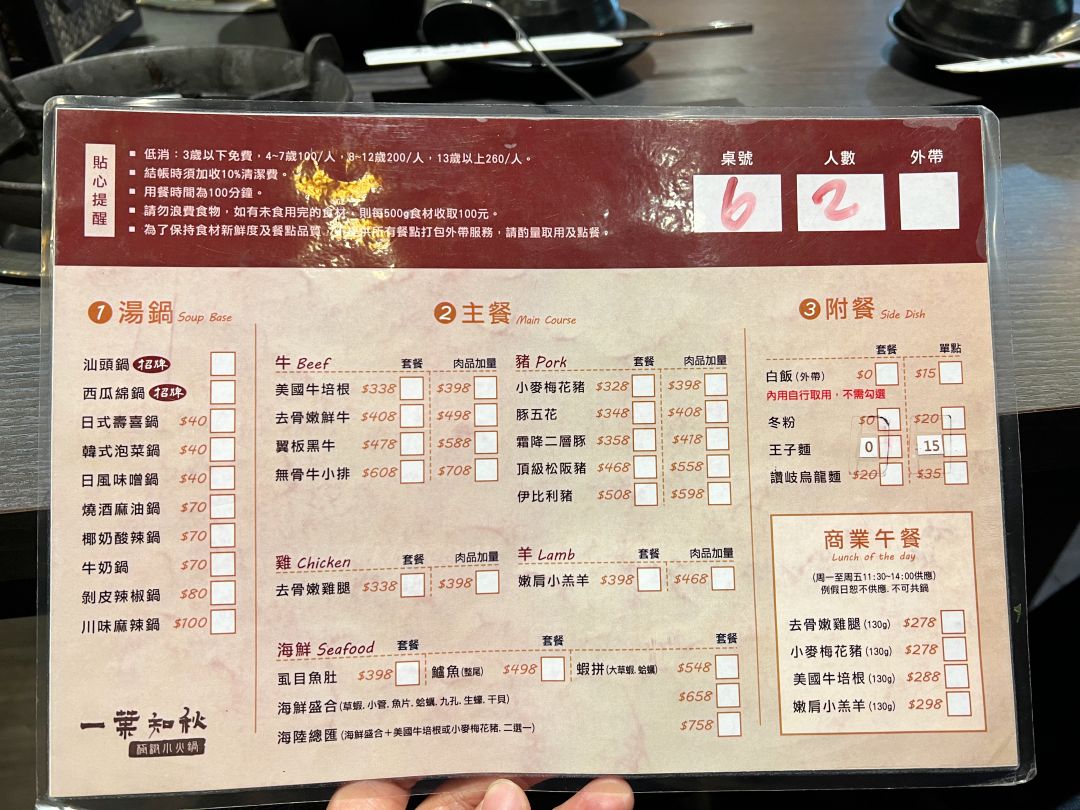 貼心提醒
▪ 低消：3歲以下免費，4~7歲100/人，8~12歲200/人，13歲以上260/人。
▪ 結帳時須加收10%清潔費。
▪ 用餐時間為100分鐘。
▪ 請勿浪費食物，如有未食用完的食材，則每500g食材收取100元。
▪ 為了保持食材新鮮度及餐點品質 供所有餐點打包外帶服務，請酌量取用及點餐。
桌號 人數 外帶
6 2
1 湯鍋 Soup Base
汕頭鍋 招牌
西瓜綿鍋 招牌
日式壽喜鍋 $40
韓式泡菜鍋 $40
日風味噌鍋 $40
燒酒麻油鍋 $70
椰奶酸辣鍋 $70
牛奶鍋 $70
剝皮辣椒鍋 $80
川味麻辣鍋 $100
一葉知秋
小火鍋
2 主餐 Main Course
牛 Beef 套餐 肉品加量
美國牛培根 $338 $398
去骨嫩鮮牛 $408 $498
翼板黑牛 $478 $588
無骨牛小排 $608 $708
豬 Pork 套餐 肉品加量
小麥梅花豬 $328 $398
豚五花 $348 $408
霜降二層豚 $358 $418
頂級松阪豬 $468 $558
伊比利豬 $508 $598
雞 Chicken 套餐 肉品加量
去骨嫩雞腿 $338 $398
羊 Lamb 套餐 肉品加量
嫩肩小羔羊 $398 $468
海鮮 Seafood 套餐 套餐 套餐
虱目魚肚 $398 鱸魚(整尾) $498 蝦拼(大草蝦. 蛤蠣) $548
海鮮盛合(草蝦. 小管. 魚片. 蛤蠣. 九孔. 生蠔. 干貝) $658
海陸總匯(海鮮盛合＋美國牛培根或小麥梅花豬. 二選一) $758
3 附餐 Side Dish
套餐 單點
白飯(外帶) $0 $15
內用自行取用，不需勾選
冬粉 $0 $20
王子麵 0 15
讚岐烏龍麵 $20 $35
商業午餐
Lunch of the day
(周一至周五11:30~14:00供應)
例假日恕不供應. 不可共鍋
去骨嫩雞腿(130g) $278
小麥梅花豬(130g) $278
美國牛培根(130g) $288
嫩肩小羔羊(130g) $298